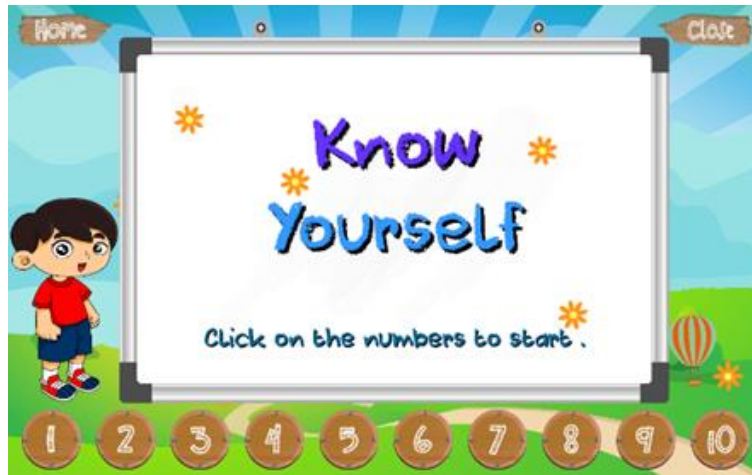 Home
Close
Know
Yourself
Click on the numbers to start .
1 2 3 4 5 6 7 8 9 10